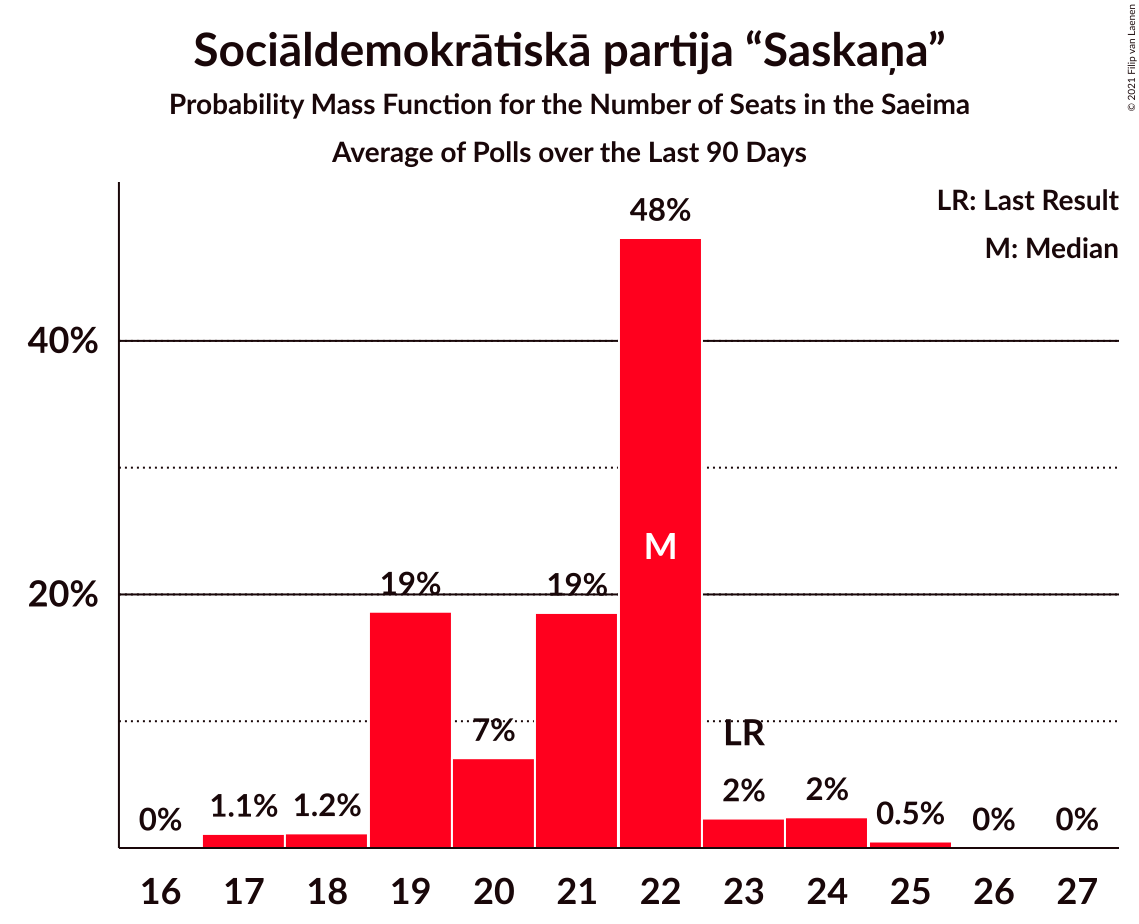 Sociāldemokrātiskā partija “Saskaņa”
Probability Mass Function for the Number of Seats in the Saeima
Average of Polls over the Last 90 Days
© 2021 Filip van Laenen
LR: Last Result
M: Median
48%
40%
M
19%
19%
20%
7%
LR
0%
1.1%
1.2%
2%
2%
0.5%
0%
0%
16 17 18 19 20 21 22 23 24 25 26 27